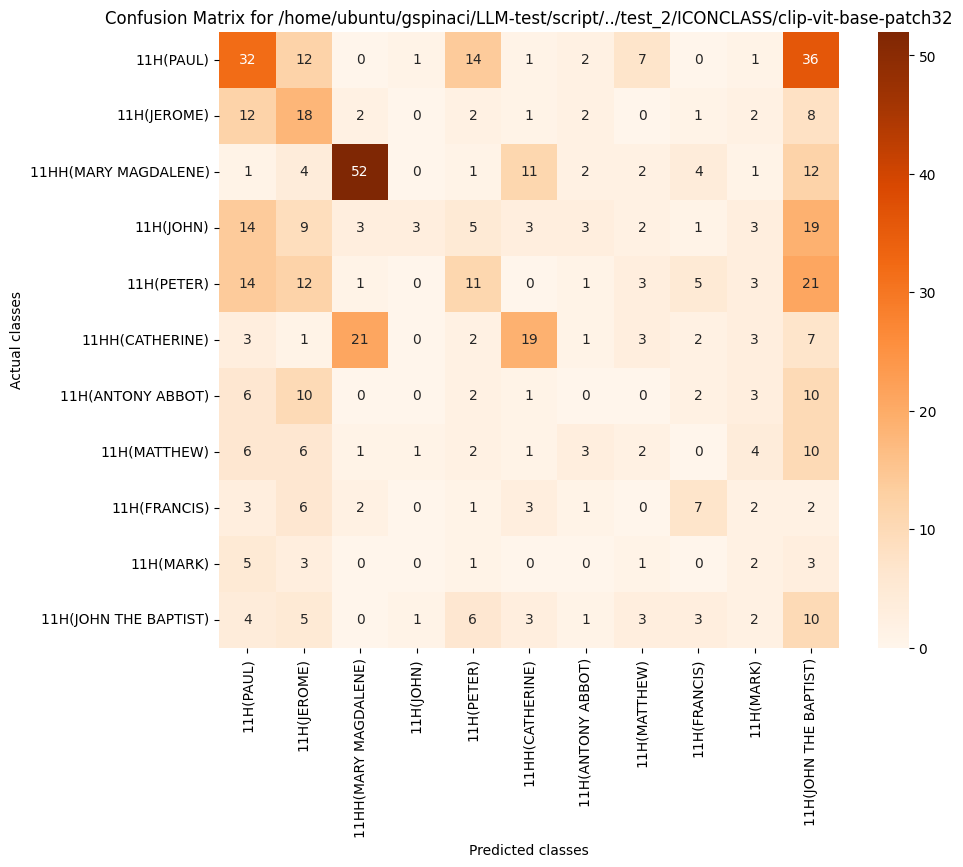 Confusion Matrix for /home/ubuntu/gspinaci/LLM-test/script/../test_2/ICONCLASS/clip-vit-base-patch32
11H(PAUL) 32 12 0 1 14 1 2 7 0 1 36
11H(JEROME) 12 18 2 0 2 1 2 0 1 2 8
11HH(MARY MAGDALENE) 1 4 52 0 1 11 2 2 4 1 12
11H(JOHN) 14 9 3 3 5 3 3 2 1 3 19
11H(PETER) 14 12 1 0 11 0 1 3 5 3 21
11HH(CATHERINE) 3 1 21 0 2 19 1 3 2 3 7
11H(ANTONY ABBOT) 6 10 0 0 2 1 0 0 2 3 10
11H(MATTHEW) 6 6 1 1 2 1 3 2 0 4 10
11H(FRANCIS) 3 6 2 0 1 3 1 0 7 2 2
11H(MARK) 5 3 0 0 1 0 0 1 0 2 3
11H(JOHN THE BAPTIST) 4 5 0 1 6 3 1 3 3 2 10
Actual classes
11H(PAUL)
11H(JEROME)
11HH(MARY MAGDALENE)
11H(JOHN)
11H(PETER)
11HH(CATHERINE)
11H(ANTONY ABBOT)
11H(MATTHEW)
11H(FRANCIS)
11H(MARK)
11H(JOHN THE BAPTIST)
Predicted classes
50
40
30
20
10
0